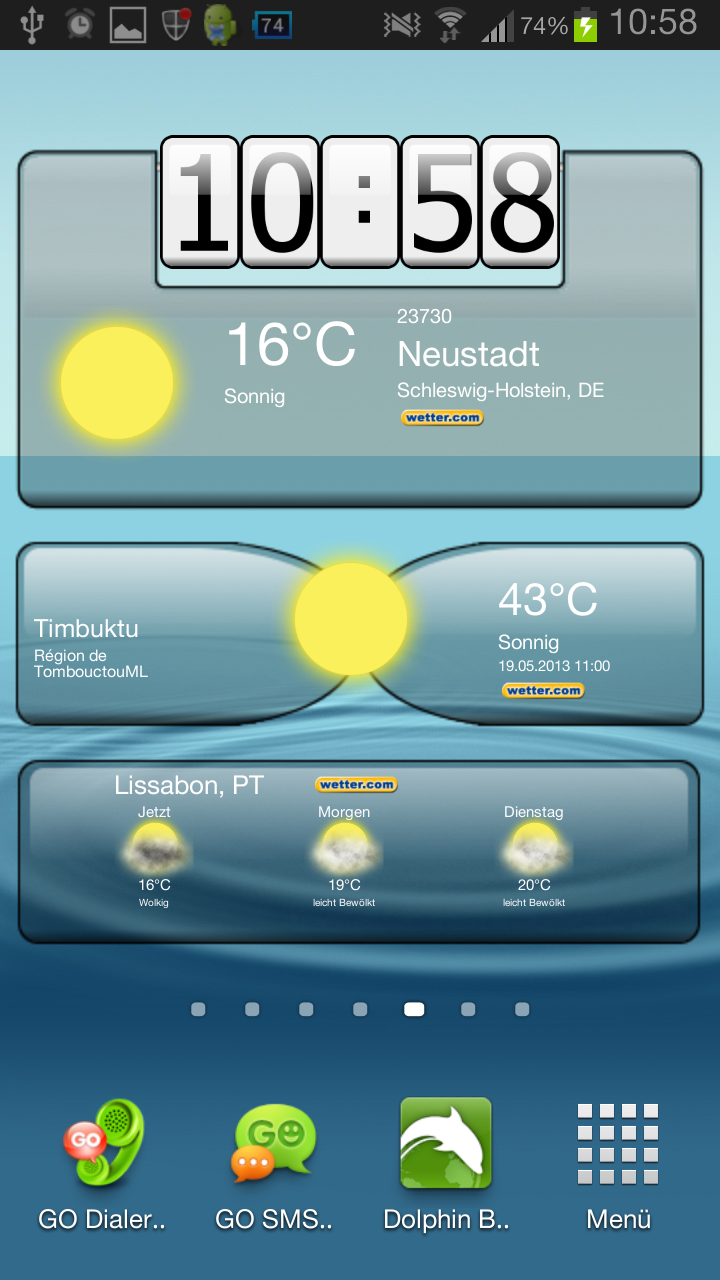 74
74%
10:58
10:58
16°C
Sonnig
23730
Neustadt
Schleswig-Holstein, DE
wetter.com
Timbuktu
Région de
TombouctouML
43°C
Sonnig
19.05.2013 11:00
wetter.com
Lissabon, PT
wetter.com
Jetzt
Morgen
Dienstag
16°C
19°C
20°C
Wolkig
leicht Bewölkt
leicht Bewölkt
GO
GO
GO Dialer..
GO SMS..
Dolphin B..
Menü